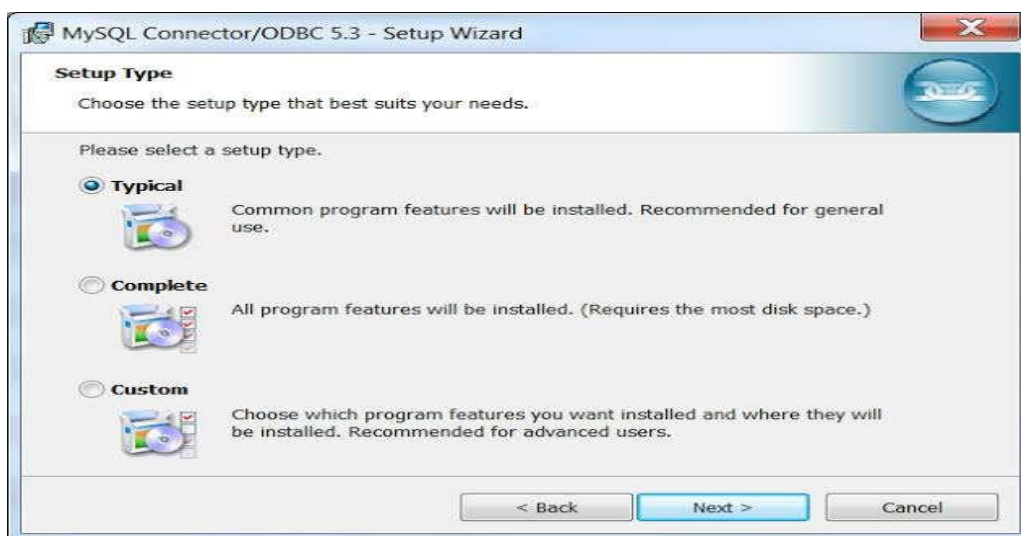 MySQL Connector/ODBC 5.3 - Setup Wizard
Setup Type
Choose the setup type that best suits your needs.
Please select a setup type.
Typical
Common program features will be installed. Recommended for general
use.
Complete
All program features will be installed. (Requires the most disk space.)
Custom
Choose which program features you want installed and where they will
be installed. Recommended for advanced users.
< Back
Next >
Cancel